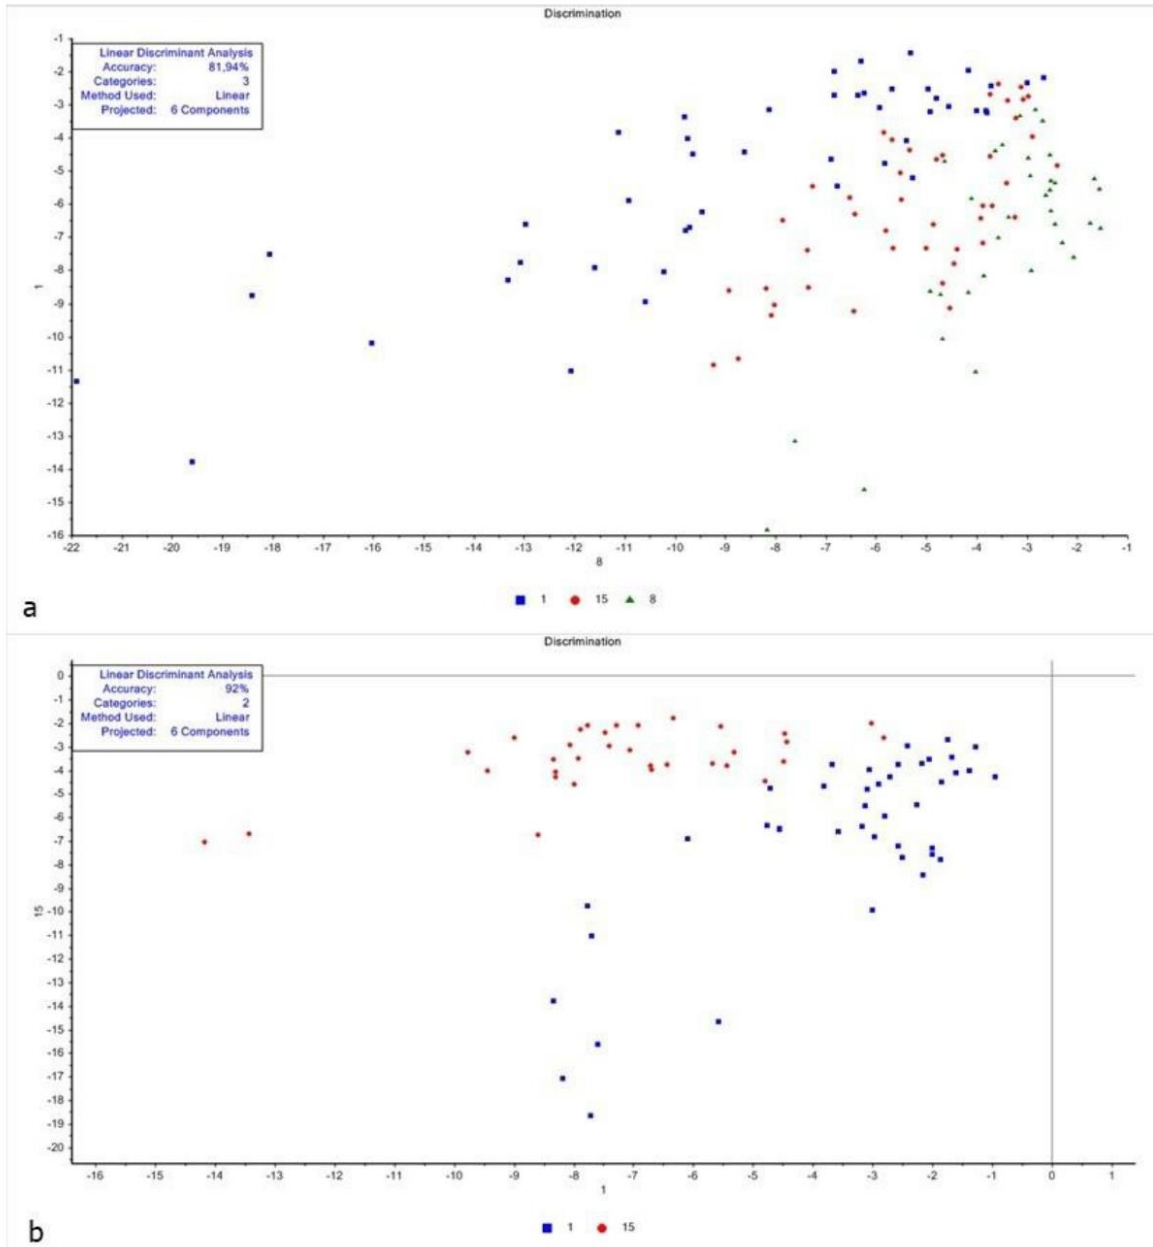 Discrimination
Linear Discriminant Analysis
Accuracy: 81,94%
Categories: 3
Method Used: Linear
Projected: 6 Components
-1
-2
-3
-4
-5
-6
-7
-8
-9
-10
-11
-12
-13
-14
-15
-16
1
-22 -21 -20 -19 -18 -17 -16 -15 -14 -13 -12 -11 -10 -9 -8 -7 -6 -5 -4 -3 -2 -1
8
1 15 8
a
Discrimination
Linear Discriminant Analysis
Accuracy: 92%
Categories: 2
Method Used: Linear
Projected: 6 Components
0
-1
-2
-3
-4
-5
-6
-7
-8
-9
-10
-11
-12
-13
-14
-15
-16
-17
-18
-19
-20
15
-16 -15 -14 -13 -12 -11 -10 -9 -8 -7 -6 -5 -4 -3 -2 -1 0 1
1
1 15
b